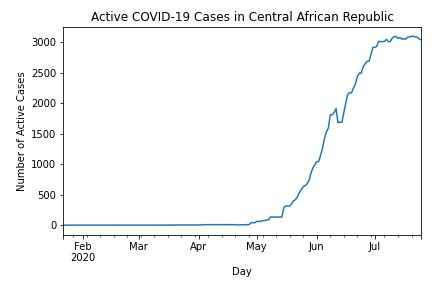 Active COVID-19 Cases in Central African Republic
Number of Active Cases
3000
2500
2000
1500
1000
500
0
Feb
2020
Mar
Apr
May
Jun
Jul
Day